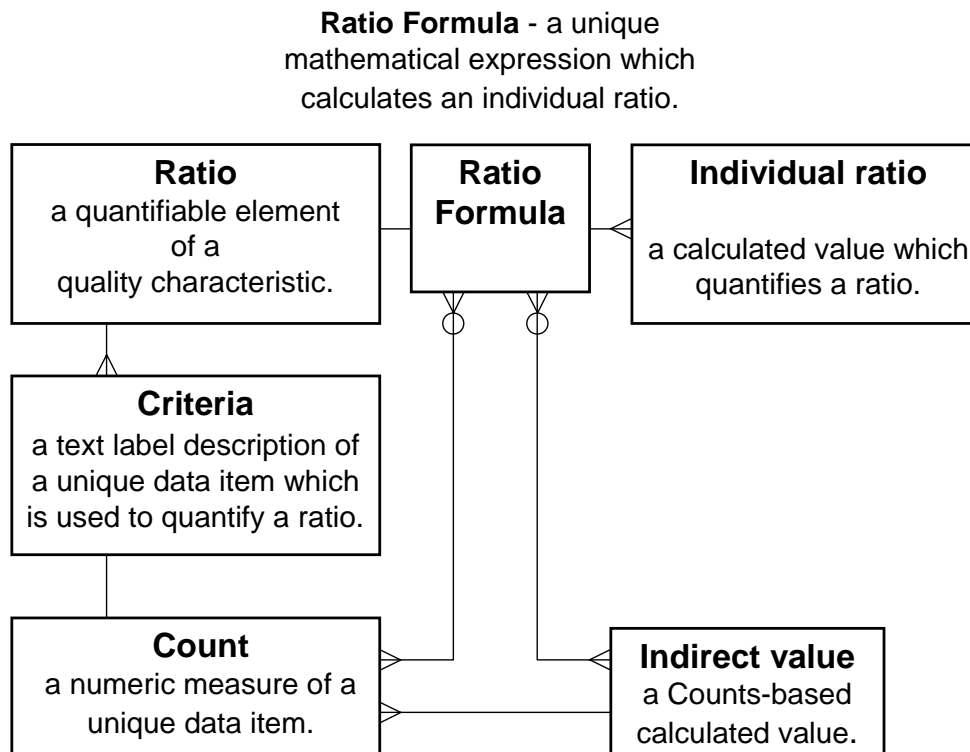 Ratio Formula - a unique
mathematical expression which
calculates an individual ratio.
Ratio
a quantifiable element
of a
quality characteristic.
Ratio
Formula
Individual ratio
a calculated value which
quantifies a ratio.
Criteria
a text label description of
a unique data item which
is used to quantify a ratio.
Count
a numeric measure of a
unique data item.
Indirect value
a Counts-based
calculated value.